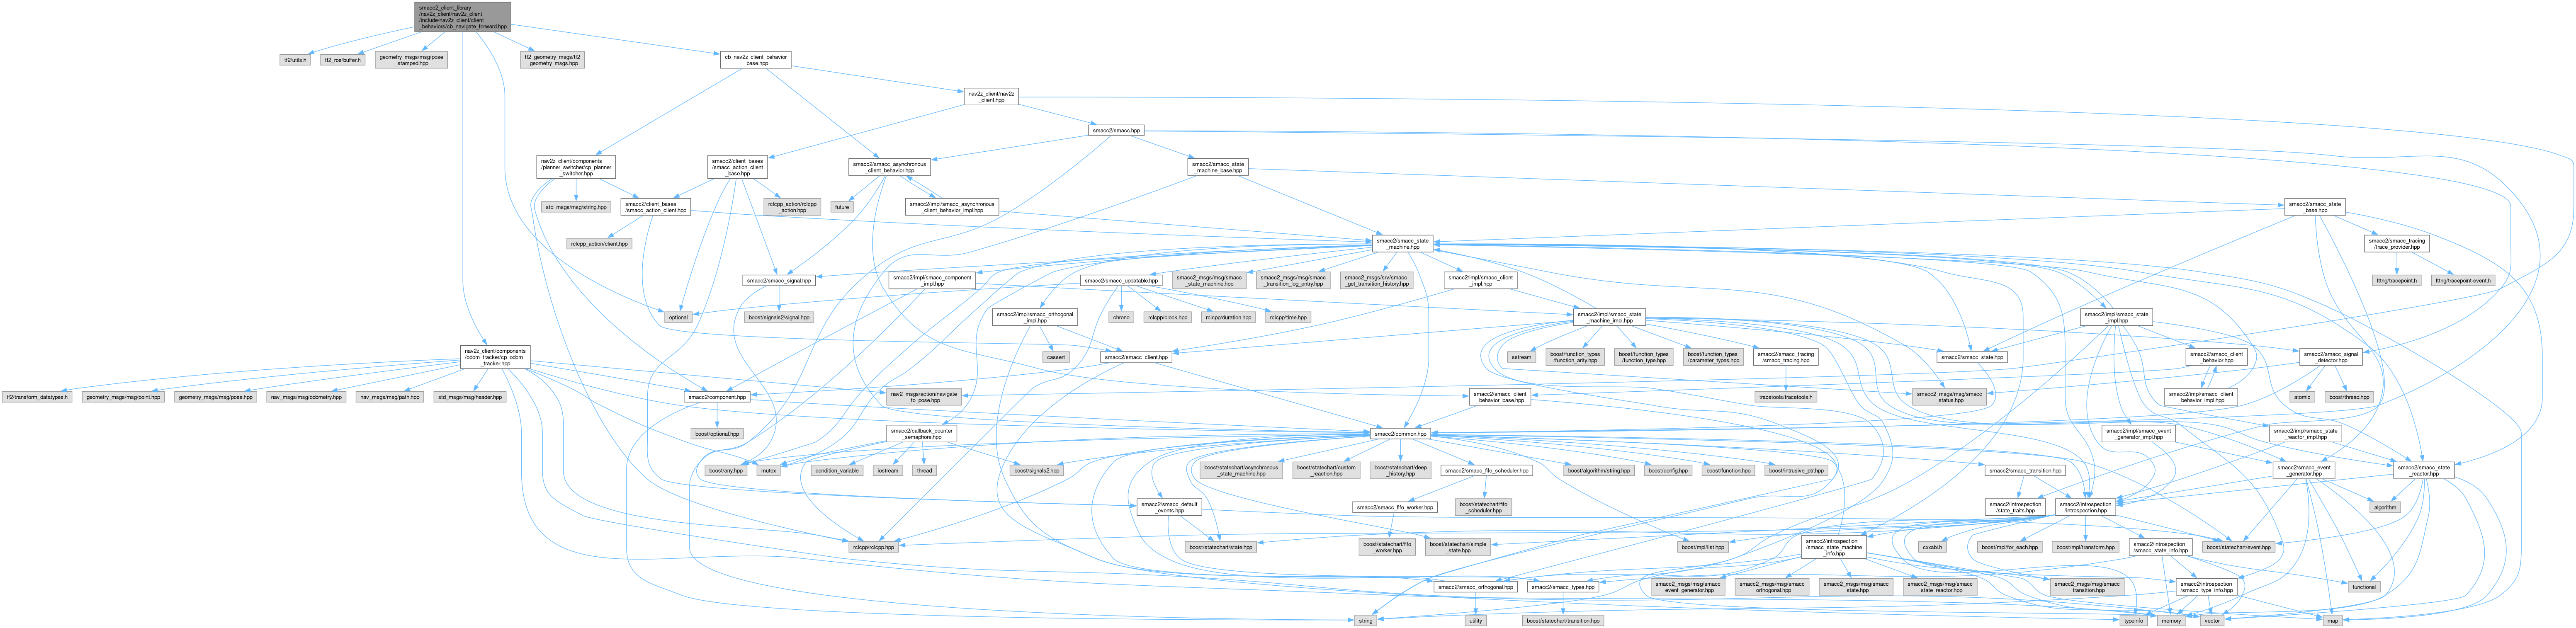 smacc2_client_library
/nav2z_client/nav2z_client
/include/nav2z_client/client
_behaviors/cb_navigate_forward.hpp
tf2/utils.h
tf2_ros/buffer.h
geometry_msgs/msg/pose
_stamped.hpp
tf2_geometry_msgs/tf2
_geometry_msgs.hpp
cb_nav2z_client_behavior
_base.hpp
nav2z_client/nav2z
_client.hpp
smacc2/smacc.hpp
nav2z_client/components
/planner_switcher/cp_planner
_switcher.hpp
smacc2/client_bases
/smacc_action_client
_base.hpp
smacc2/smacc_asynchronous
_client_behavior.hpp
smacc2/smacc_state
_machine_base.hpp
std_msgs/msg/string.hpp
smacc2/client_bases
/smacc_action_client.hpp
rclcpp_action/rclcpp
_action.hpp
future
smacc2/impl/smacc_asynchronous
_client_behavior_impl.hpp
smacc2/smacc_state
_base.hpp
rclcpp_action/client.hpp
smacc2/smacc_state
_machine.hpp
smacc2/smacc_tracing
/trace_provider.hpp
smacc2/smacc_signal.hpp
smacc2/impl/smacc_component
_impl.hpp
smacc2/smacc_updatable.hpp
smacc2_msgs/msg/smacc
_state_machine.hpp
smacc2_msgs/msg/smacc
_transition_log_entry.hpp
smacc2_msgs/srv/smacc
_get_transition_history.hpp
smacc2/impl/smacc_client
_impl.hpp
lttng/tracepoint.h
lttng/tracepoint-event.h
optional
boost/signals2/signal.hpp
smacc2/impl/smacc_orthogonal
_impl.hpp
chrono
rclcpp/clock.hpp
rclcpp/duration.hpp
rclcpp/time.hpp
smacc2/impl/smacc_state
_machine_impl.hpp
smacc2/impl/smacc_state
_impl.hpp
nav2z_client/components
/odom_tracker/cp_odom
_tracker.hpp
cassert
smacc2/smacc_client.hpp
sstream
boost/function_types
/function_arity.hpp
boost/function_types
/function_type.hpp
boost/function_types
/parameter_types.hpp
smacc2/smacc_tracing
/smacc_tracing.hpp
smacc2/smacc_state.hpp
smacc2/smacc_client
_behavior.hpp
smacc2/smacc_signal
_detector.hpp
tf2/transform_datatypes.h
geometry_msgs/msg/point.hpp
geometry_msgs/msg/pose.hpp
nav_msgs/msg/odometry.hpp
nav_msgs/msg/path.hpp
std_msgs/msg/header.hpp
smacc2/component.hpp
nav2_msgs/action/navigate
_to_pose.hpp
smacc2/smacc_client
_behavior_base.hpp
tracetools/tracetools.h
smacc2_msgs/msg/smacc
_status.hpp
smacc2/impl/smacc_client
_behavior_impl.hpp
atomic
boost/thread.hpp
boost/optional.hpp
smacc2/callback_counter
_semaphore.hpp
smacc2/common.hpp
smacc2/impl/smacc_event
_generator_impl.hpp
smacc2/impl/smacc_state
_reactor_impl.hpp
boost/any.hpp
mutex
condition_variable
iostream
thread
boost/signals2.hpp
boost/statechart/asynchronous
_state_machine.hpp
boost/statechart/custom
_reaction.hpp
boost/statechart/deep
_history.hpp
smacc2/smacc_fifo_scheduler.hpp
boost/algorithm/string.hpp
boost/config.hpp
boost/function.hpp
boost/intrusive_ptr.hpp
smacc2/smacc_transition.hpp
smacc2/smacc_event
_generator.hpp
smacc2/smacc_state
_reactor.hpp
smacc2/smacc_default
_events.hpp
smacc2/smacc_fifo_worker.hpp
boost/statechart/fifo
_scheduler.hpp
smacc2/introspection
/state_traits.hpp
smacc2/introspection
/introspection.hpp
algorithm
rclcpp/rclcpp.hpp
boost/statechart/state.hpp
boost/statechart/fifo
_worker.hpp
boost/statechart/simple
_state.hpp
boost/mpl/list.hpp
smacc2/introspection
/smacc_state_machine
_info.hpp
cxxabi.h
boost/mpl/for_each.hpp
boost/mpl/transform.hpp
smacc2/introspection
/smacc_state_info.hpp
boost/statechart/event.hpp
smacc2/smacc_orthogonal.hpp
smacc2/smacc_types.hpp
smacc2_msgs/msg/smacc
_event_generator.hpp
smacc2_msgs/msg/smacc
_orthogonal.hpp
smacc2_msgs/msg/smacc
_state.hpp
smacc2_msgs/msg/smacc
_state_reactor.hpp
smacc2_msgs/msg/smacc
_transition.hpp
smacc2/introspection
/smacc_type_info.hpp
functional
string
utility
boost/statechart/transition.hpp
typeinfo
memory
vector
map